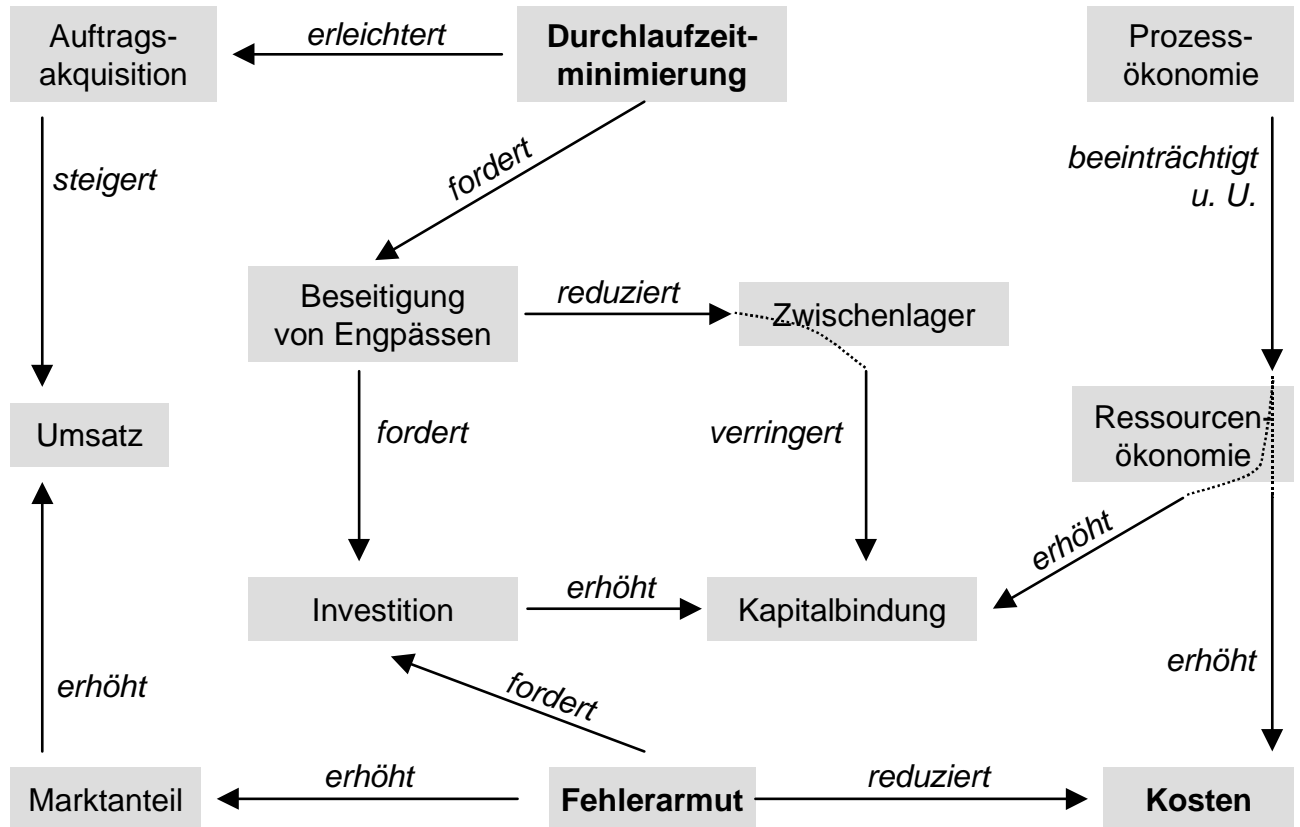 Auftrags-
akquisition
erleichtert
Durchlaufzeit-
minimierung
Prozess-
ökonomie
steigert
fordert
beeinträchtigt
u. U.
Beseitigung
von Engpässen
reduziert
Zwischenlager
Umsatz
fordert
verringert
Ressourcen-
ökonomie
erhöht
Investition
erhöht
Kapitalbindung
erhöht
fordert
erhöht
Marktanteil
erhöht
Fehlerarmut
reduziert
Kosten